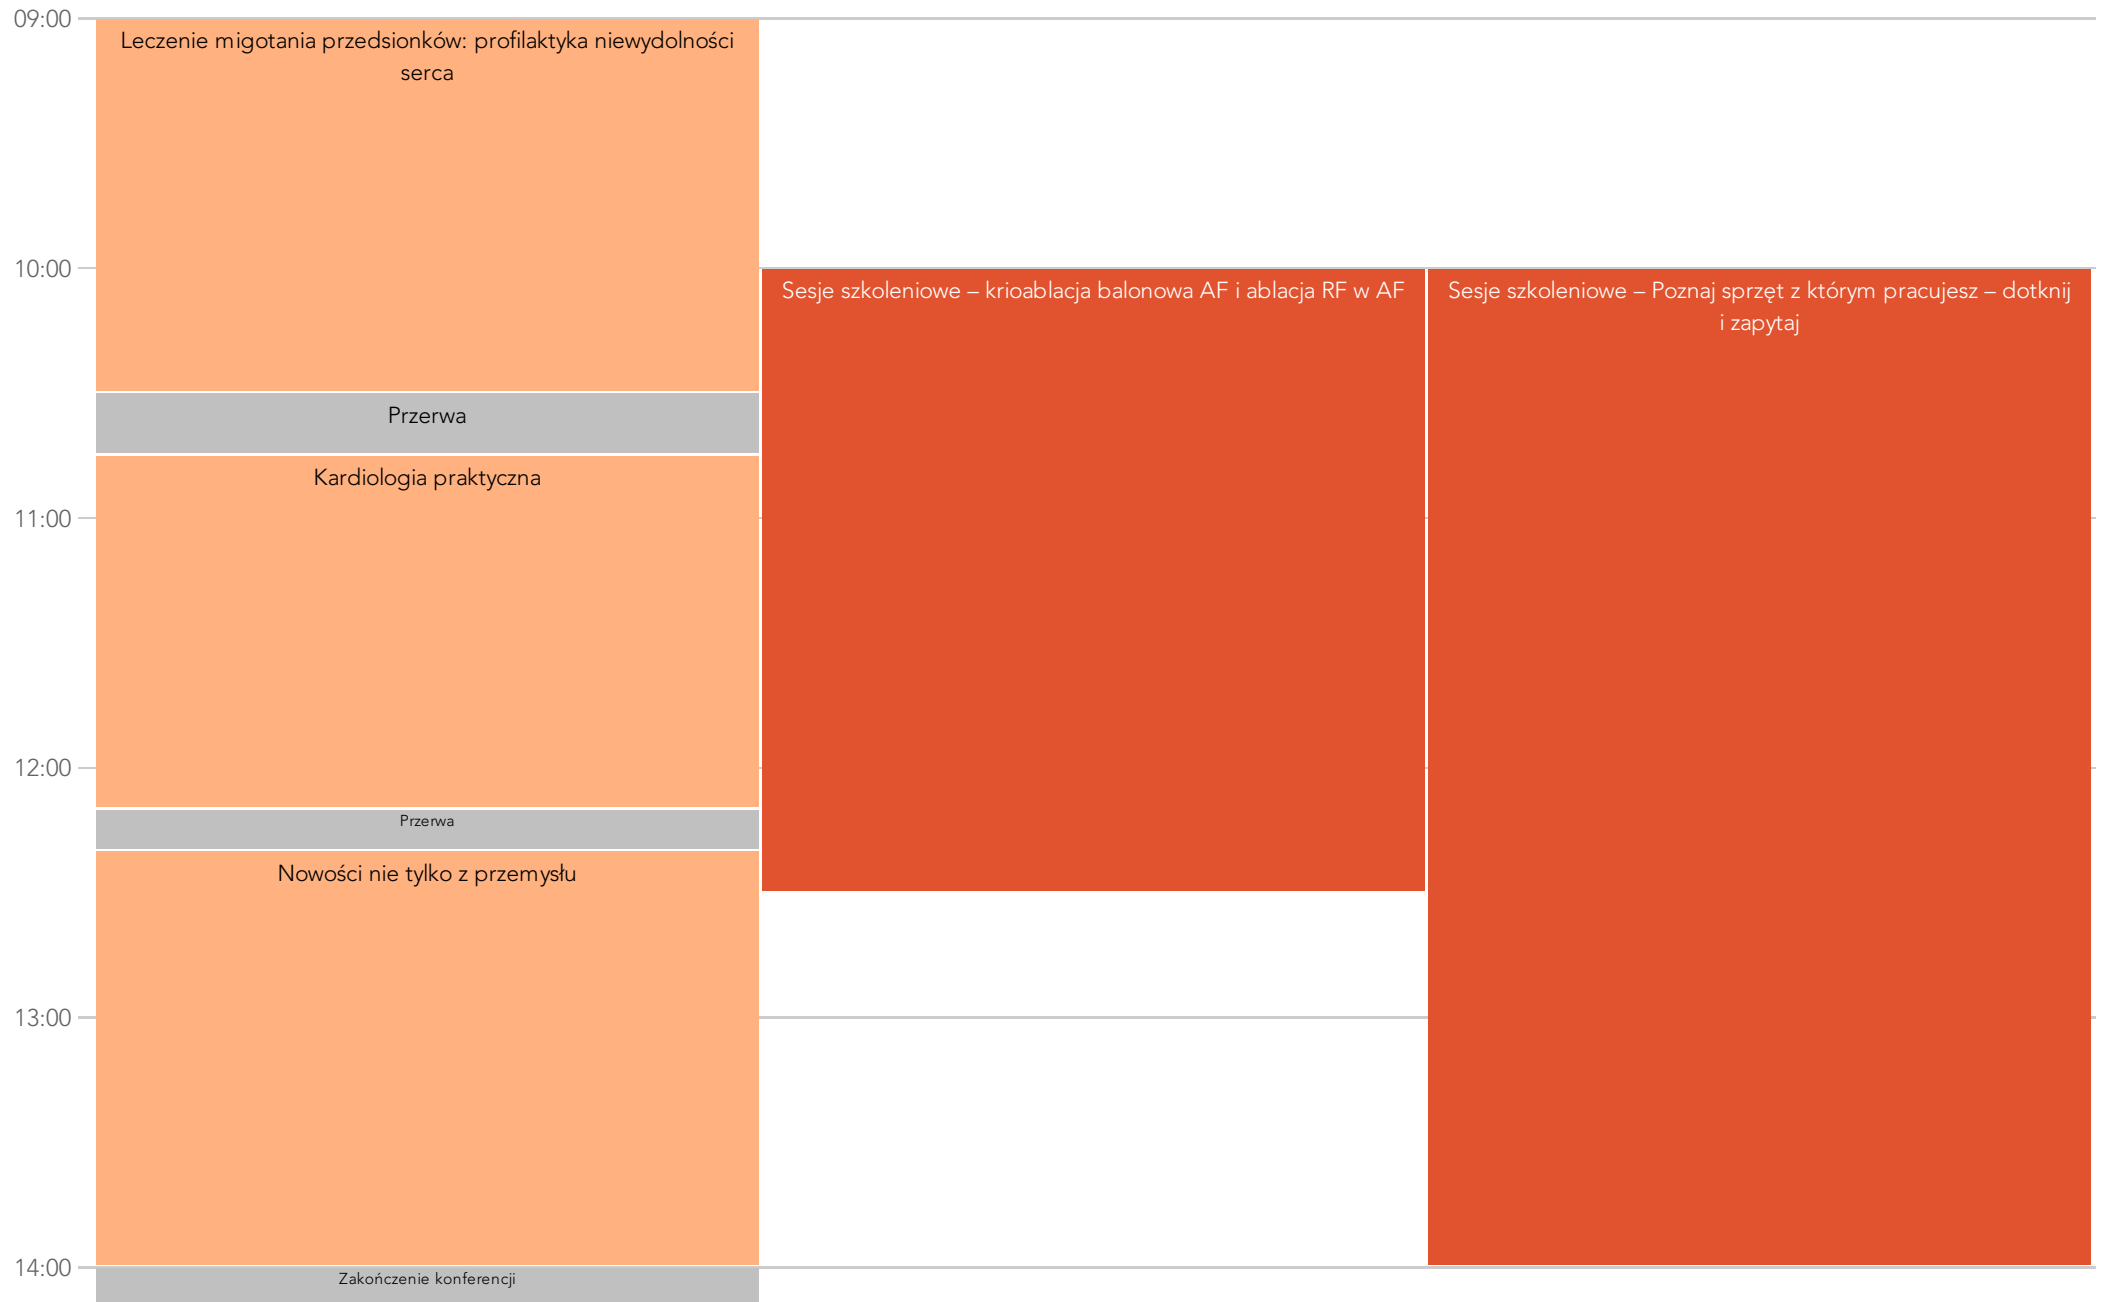 09:00
Leczenie migotania przedsionków: profilaktyka niewydolności
serca
10:00
Sesje szkoleniowe – krioablacja balonowa AF i ablacja RF w AF
Sesje szkoleniowe – Poznaj sprzęt z którym pracujesz – dotknij
i zapytaj
Przerwa
Kardiologia praktyczna
11:00
12:00
Przerwa
Nowości nie tylko z przemysłu
13:00
14:00
Zakończenie konferencji